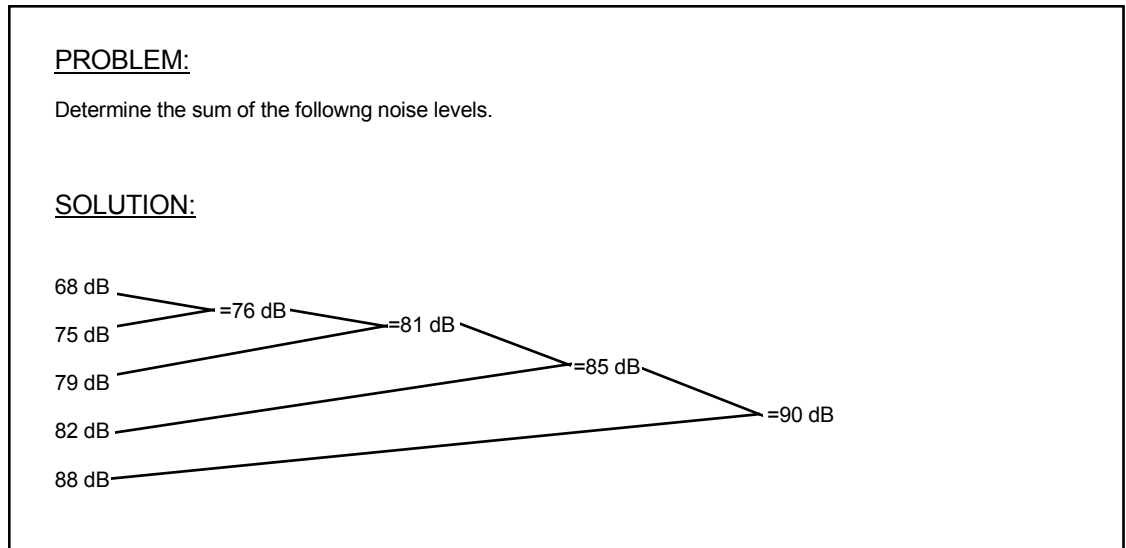 PROBLEM:
Determine the sum of the followng noise levels.
SOLUTION:
68 dB
=76 dB
=81 dB
75 dB
=85 dB
79 dB
=90 dB
82 dB
88 dB